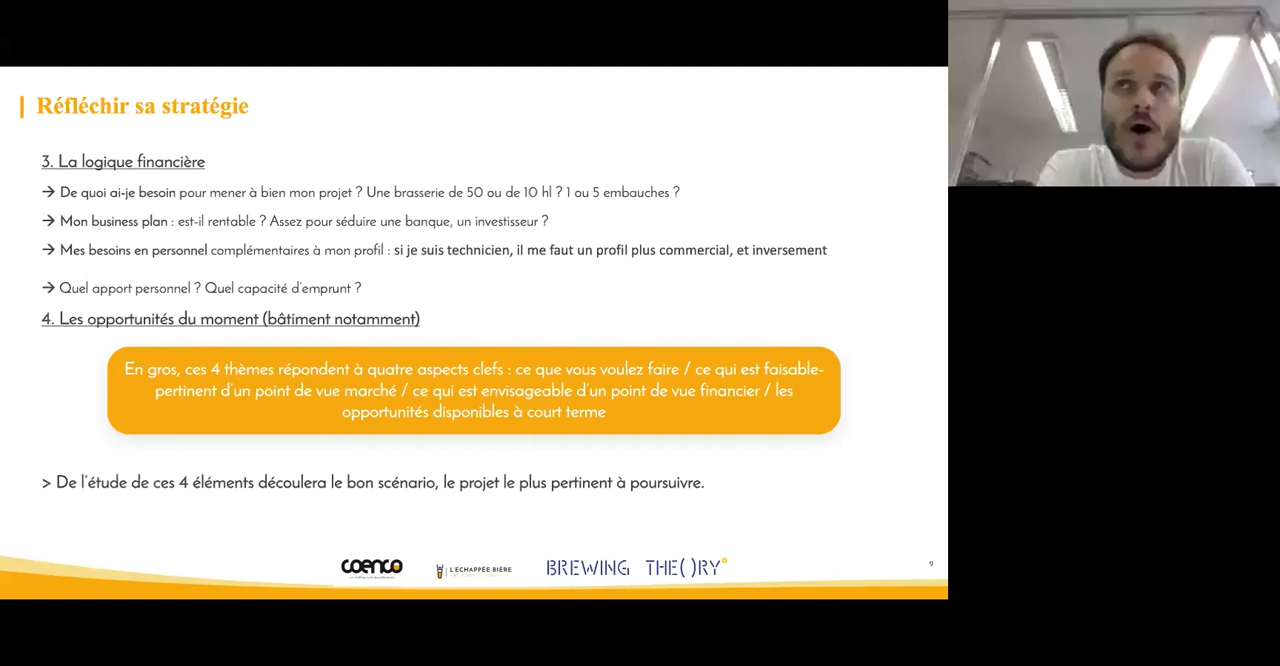 Réfléchir sa stratégie
3. La logique financière
→ De quoi ai-je besoin pour mener à bien mon projet ? Une brasserie de 50 ou de 10 hl ? 1 ou 5 embauches ?
→ Mon business plan : est-il rentable ? Assez pour séduire une banque, un investisseur ?
→ Mes besoins en personnel complémentaires à mon profil : si je suis technicien, il me faut un profil plus commercial, et inversement
→ Quel apport personnel ? Quel capacité d'emprunt ?
4. Les opportunités du moment (bâtiment notamment)
En gros, ces 4 thèmes répondent à quatre aspects clefs : ce que vous voulez faire / ce qui est faisable-
pertinent d'un point de vue marché / ce qui est envisageable d'un point de vue financier / les
opportunités disponibles à court terme
> De l'étude de ces 4 éléments découlera le bon scénario, le projet le plus pertinent à poursuivre.
coenco
L'ÉCHAPPÉE BIÈRE
BREWING THE( )RY
9